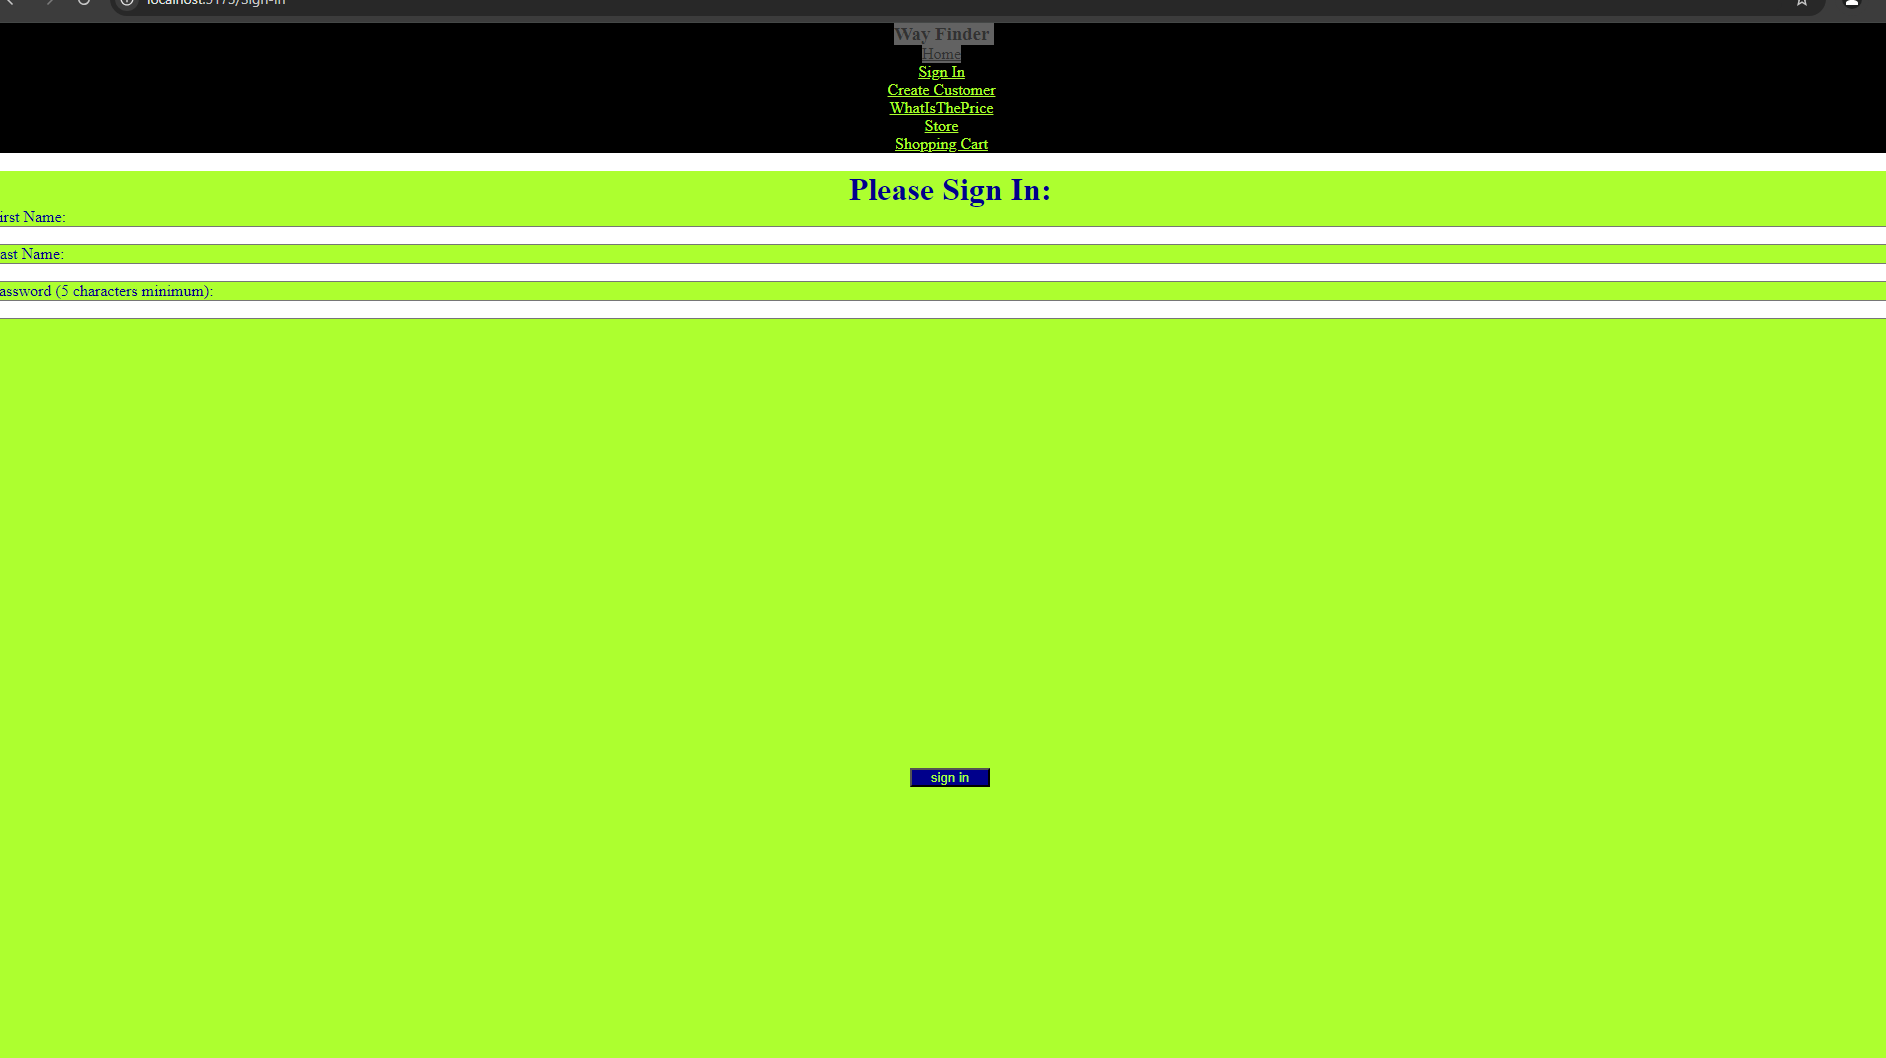 Way Finder
Home
Sign In
Create Customer
WhatIsThePrice
Store
Shopping Cart
Please Sign In:
irst Name:
ast Name:
assword (5 characters minimum):
sign in